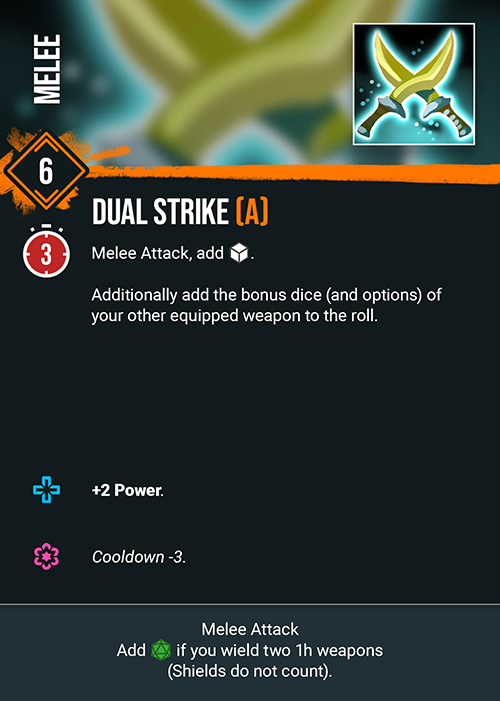 MELEE
6
DUAL STRIKE (A)
3
Melee Attack, add .
Additionally add the bonus dice (and options) of
your other equipped weapon to the roll.
+2 Power.
Cooldown -3.
Melee Attack
Add if you wield two 1h weapons
(Shields do not count).